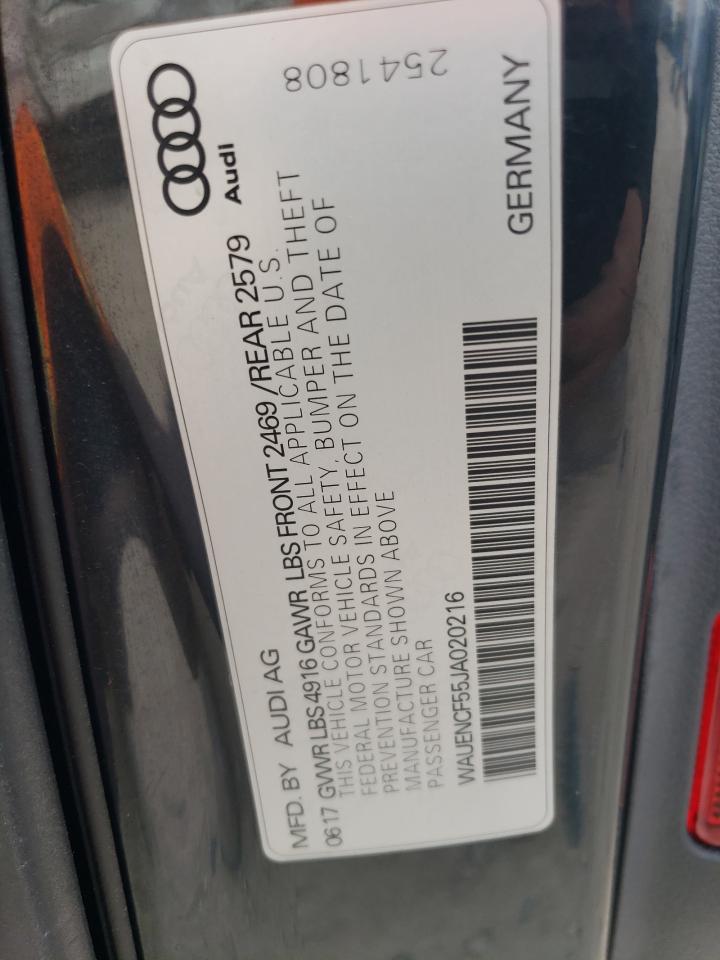 Audi
2541808
MFD. BY AUDI AG
0617 GVWR LBS 4916 GAWR LBS FRONT 2469/REAR 2579
THIS VEHICLE CONFORMS TO ALL APPLICABLE U.S.
FEDERAL MOTOR VEHICLE SAFETY, BUMPER AND THEFT
PREVENTION STANDARDS IN EFFECT ON THE DATE OF
MANUFACTURE SHOWN ABOVE
PASSENGER CAR
WAUENCF55JA020216
GERMANY